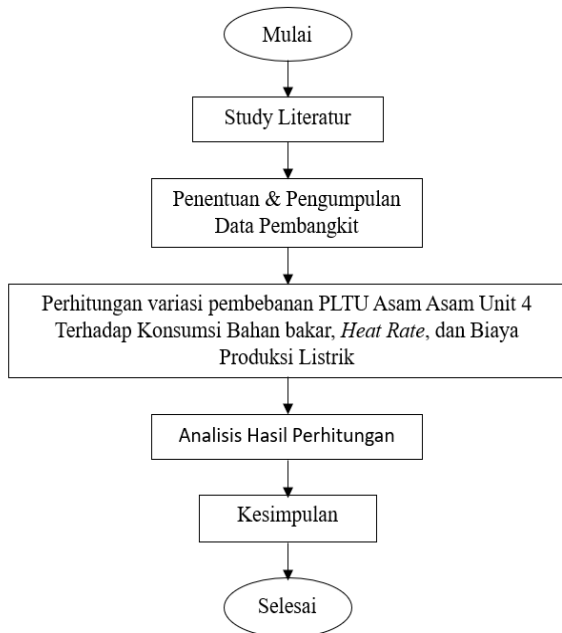 Mulai
Study Literatur
Penentuan & Pengumpulan
Data Pembangkit
Perhitungan variasi pembebanan PLTU Asam Asam Unit 4
Terhadap Konsumsi Bahan bakar, Heat Rate, dan Biaya
Produksi Listrik
Analisis Hasil Perhitungan
Kesimpulan
Selesai